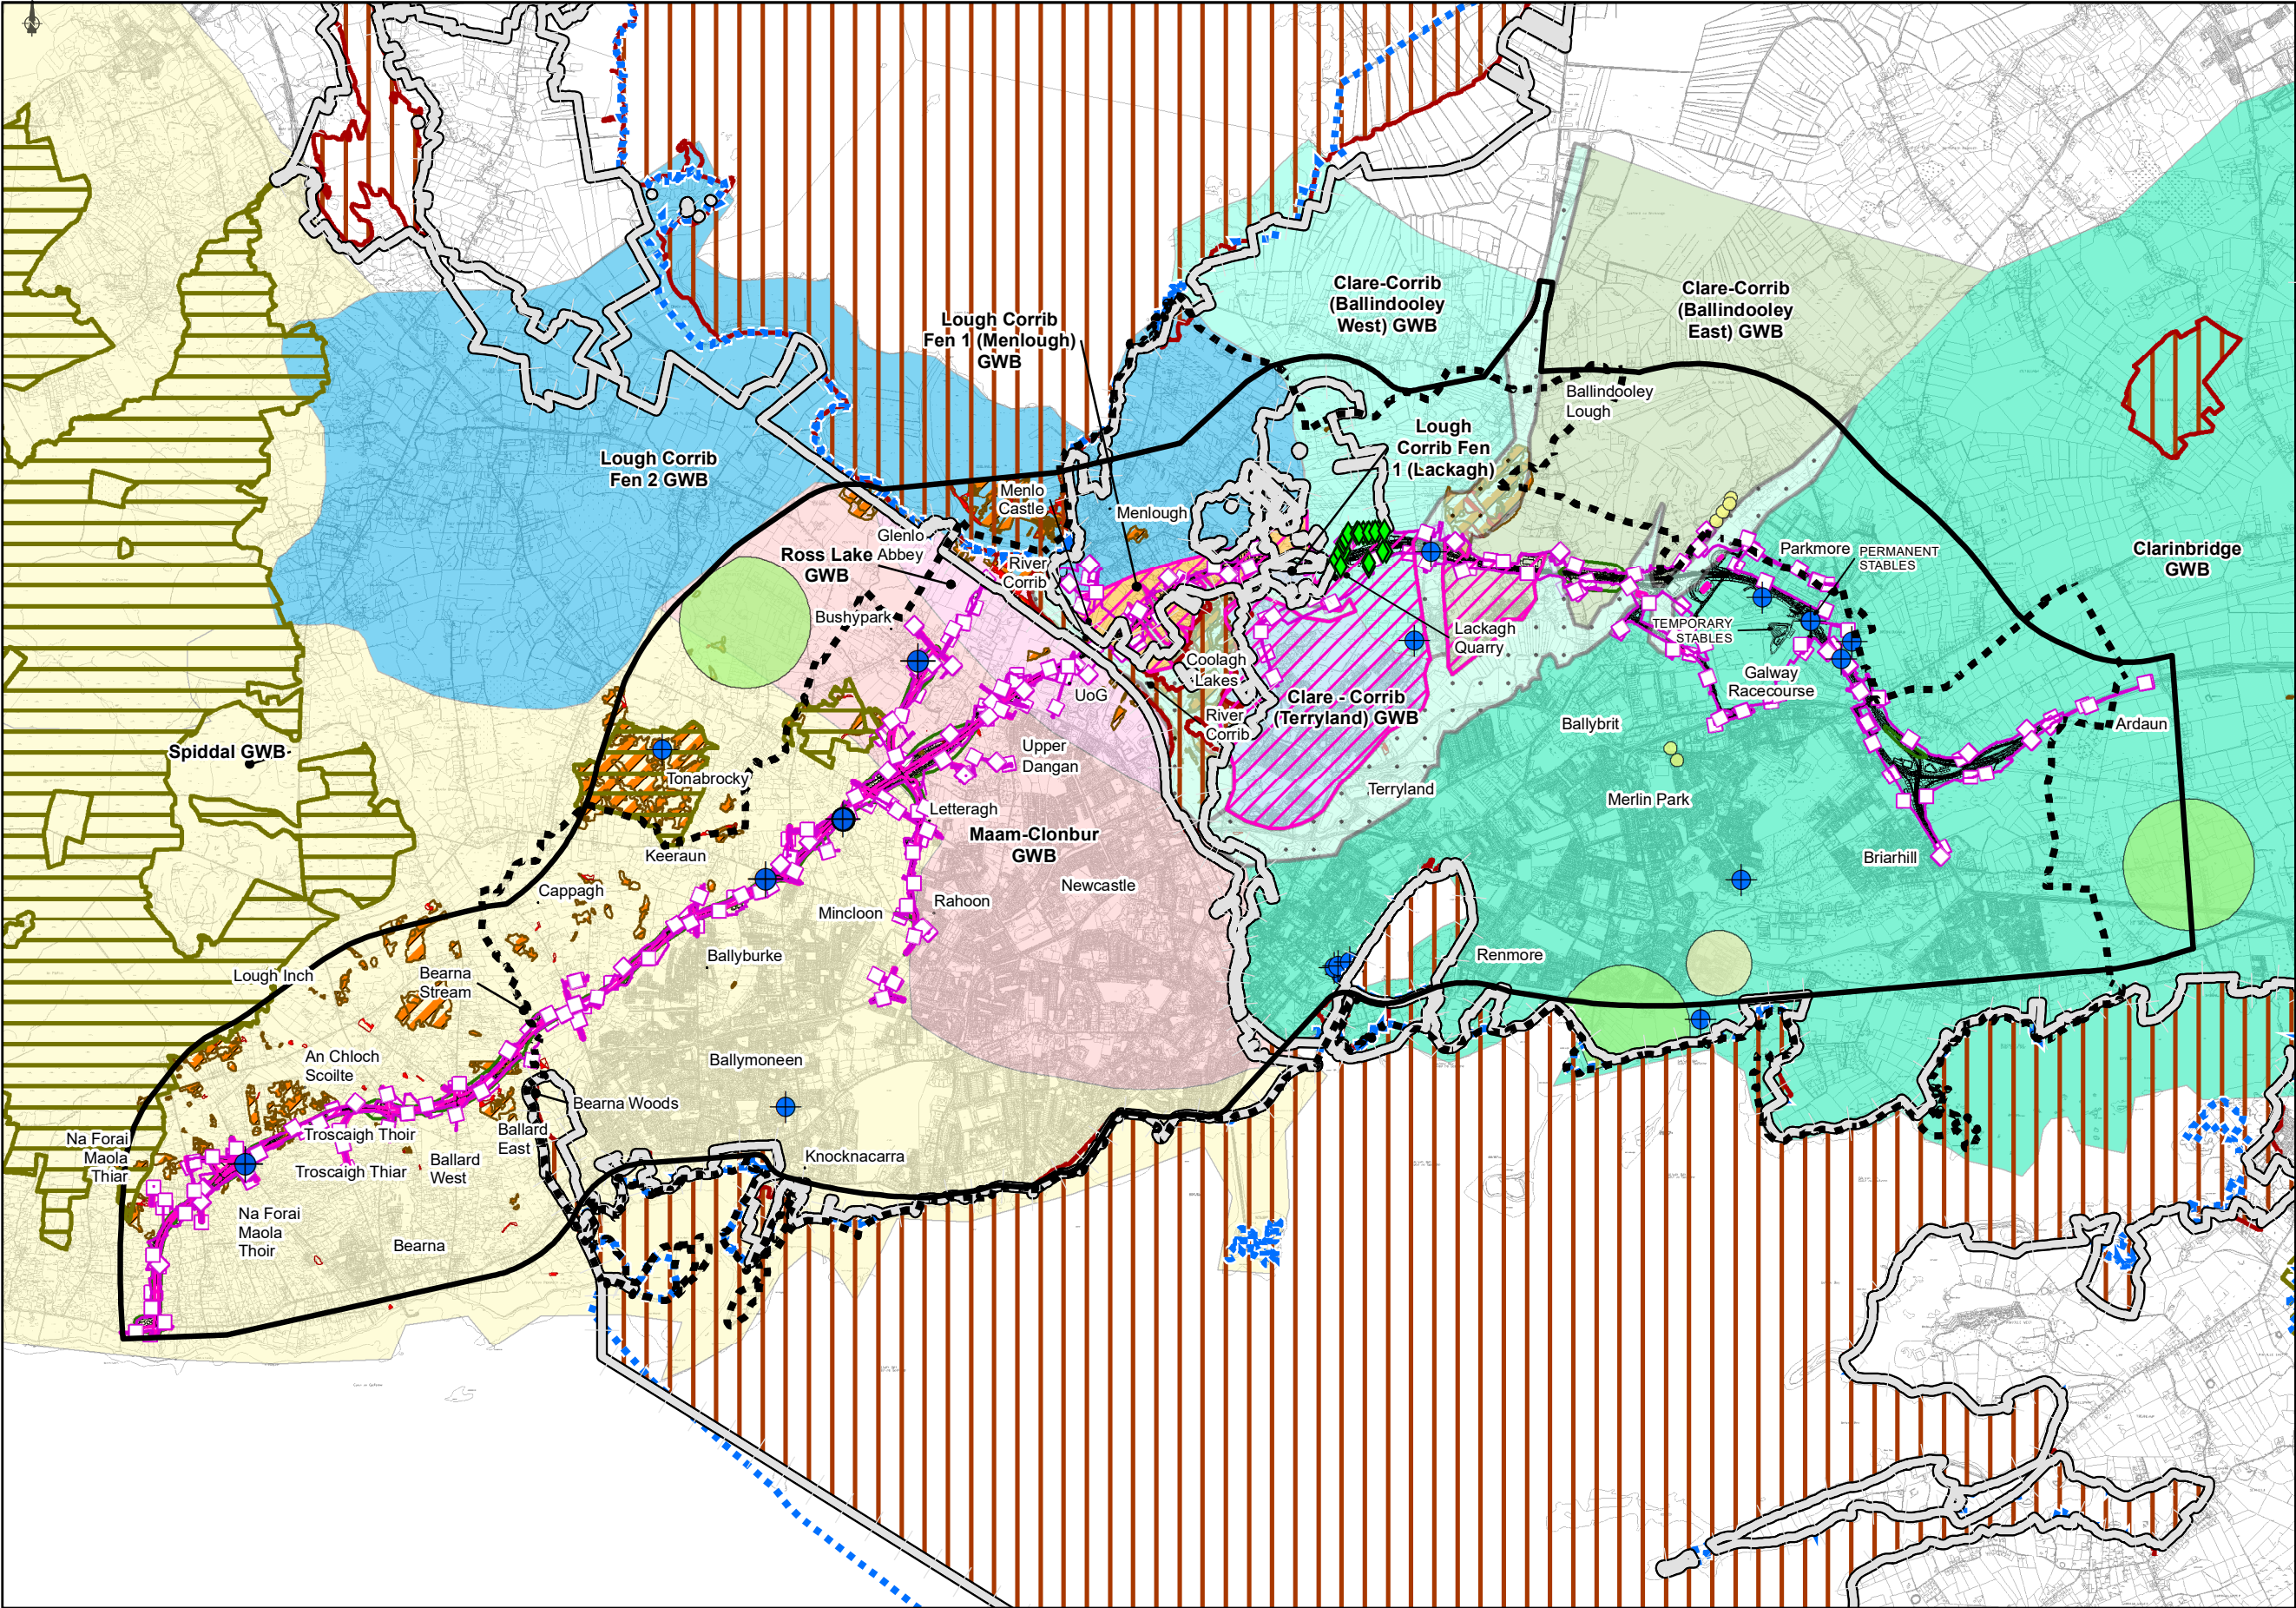 Clare-Corrib
(Ballindooley
West) GWB
Clare-Corrib
(Ballindooley
East) GWB
Lough Corrib
Fen 1 (Menlough)
GWB
Ballindooley
Lough
Lough
Corrib Fen
1 (Lackagh)
Lough Corrib
Fen 2 GWB
Menlo
Castle
Menlough
Glenlo
Abbey
Ross Lake
GWB
River
Corrib
Parkmore
PERMANENT
STABLES
Clarinbridge
GWB
Bushypark
TEMPORARY
STABLES
Lackagh
Quarry
Coolagh
Lakes
Galway
Racecourse
UoG
Clare - Corrib
(Terryland) GWB
River
Corrib
Ballybrit
Ardaun
Spiddal GWB
Upper
Dangan
Tonabrocky
Terryland
Merlin Park
Letteragh
Maam-Clonbur
GWB
Keeraun
Briarhill
Cappagh
Newcastle
Mincloon
Rahoon
Ballyburke
Renmore
Lough Inch
Bearna
Stream
An Chloch
Scoilte
Ballymoneen
Bearna Woods
Na Forai
Maola
Thiar
Troscaigh Thoir
Ballard
East
Troscaigh Thiar
Ballard
West
Knocknacarra
Na Forai
Maola
Thoir
Bearna